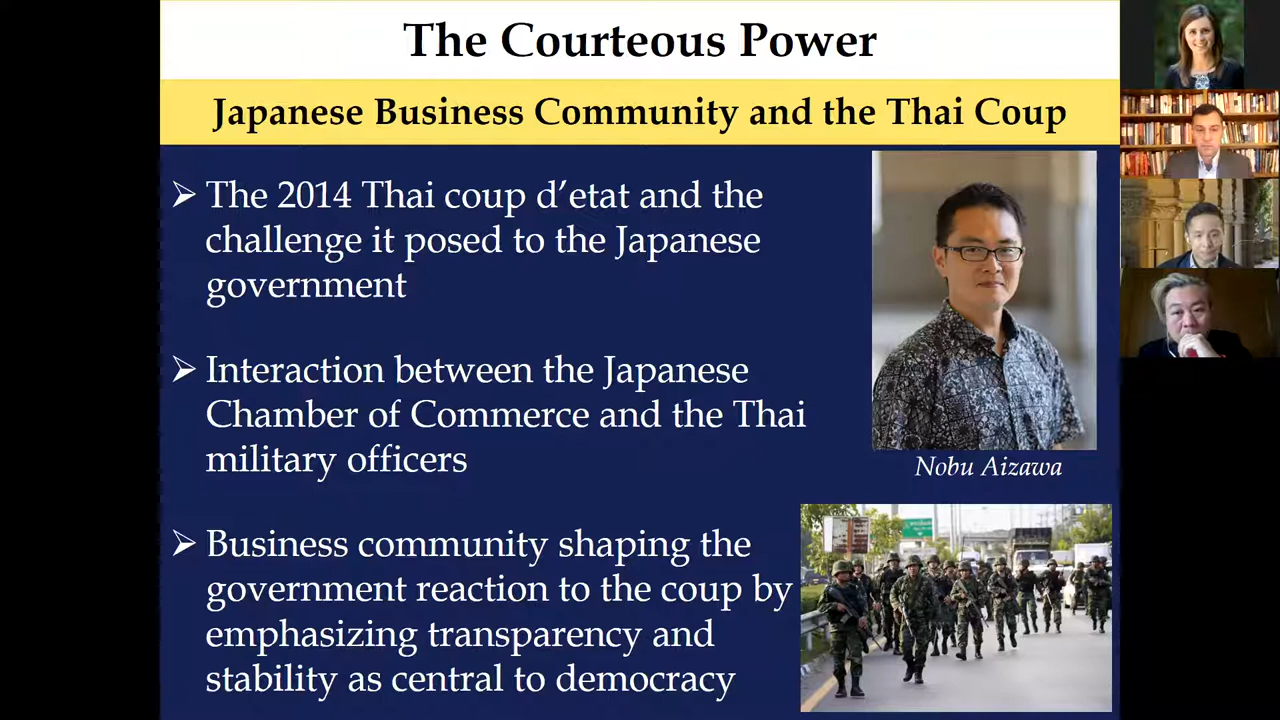 The Courteous Power
Japanese Business Community and the Thai Coup
➢ The 2014 Thai coup d’etat and the
challenge it posed to the Japanese
government
➢ Interaction between the Japanese
Chamber of Commerce and the Thai
military officers
➢ Business community shaping the
government reaction to the coup by
emphasizing transparency and
stability as central to democracy
Nobu Aizawa